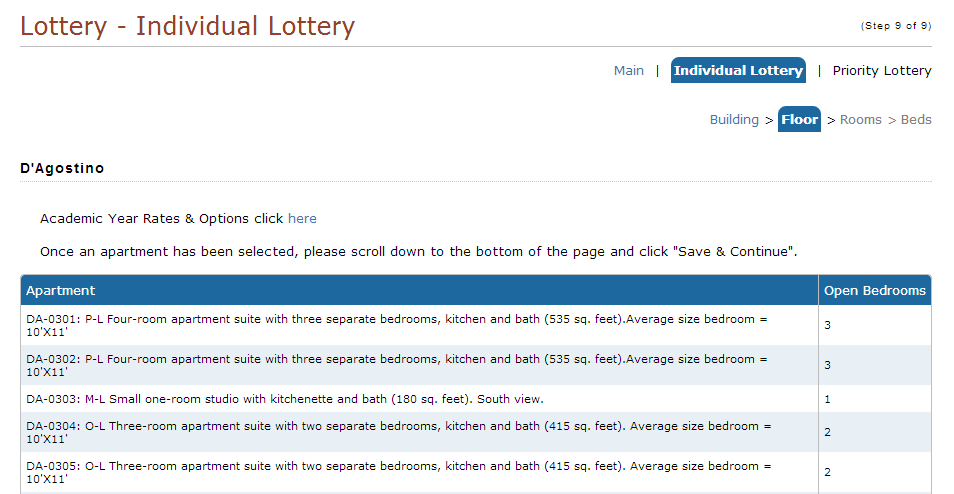 Lottery - Individual Lottery
(Step 9 of 9)
Main | Individual Lottery | Priority Lottery
Building > Floor > Rooms > Beds
D'Agostino
Academic Year Rates & Options click here
Once an apartment has been selected, please scroll down to the bottom of the page and click "Save & Continue".
Apartment Open Bedrooms
DA-0301: P-L Four-room apartment suite with three separate bedrooms, kitchen and bath (535 sq. feet).Average size bedroom =
10'X11'
3
DA-0302: P-L Four-room apartment suite with three separate bedrooms, kitchen and bath (535 sq. feet).Average size bedroom =
10'X11'
3
DA-0303: M-L Small one-room studio with kitchenette and bath (180 sq. feet). South view. 1
DA-0304: O-L Three-room apartment suite with two separate bedrooms, kitchen and bath (415 sq. feet). Average size bedroom =
10'X11'
2
DA-0305: O-L Three-room apartment suite with two separate bedrooms, kitchen and bath (415 sq. feet). Average size bedroom =
10'X11'
2